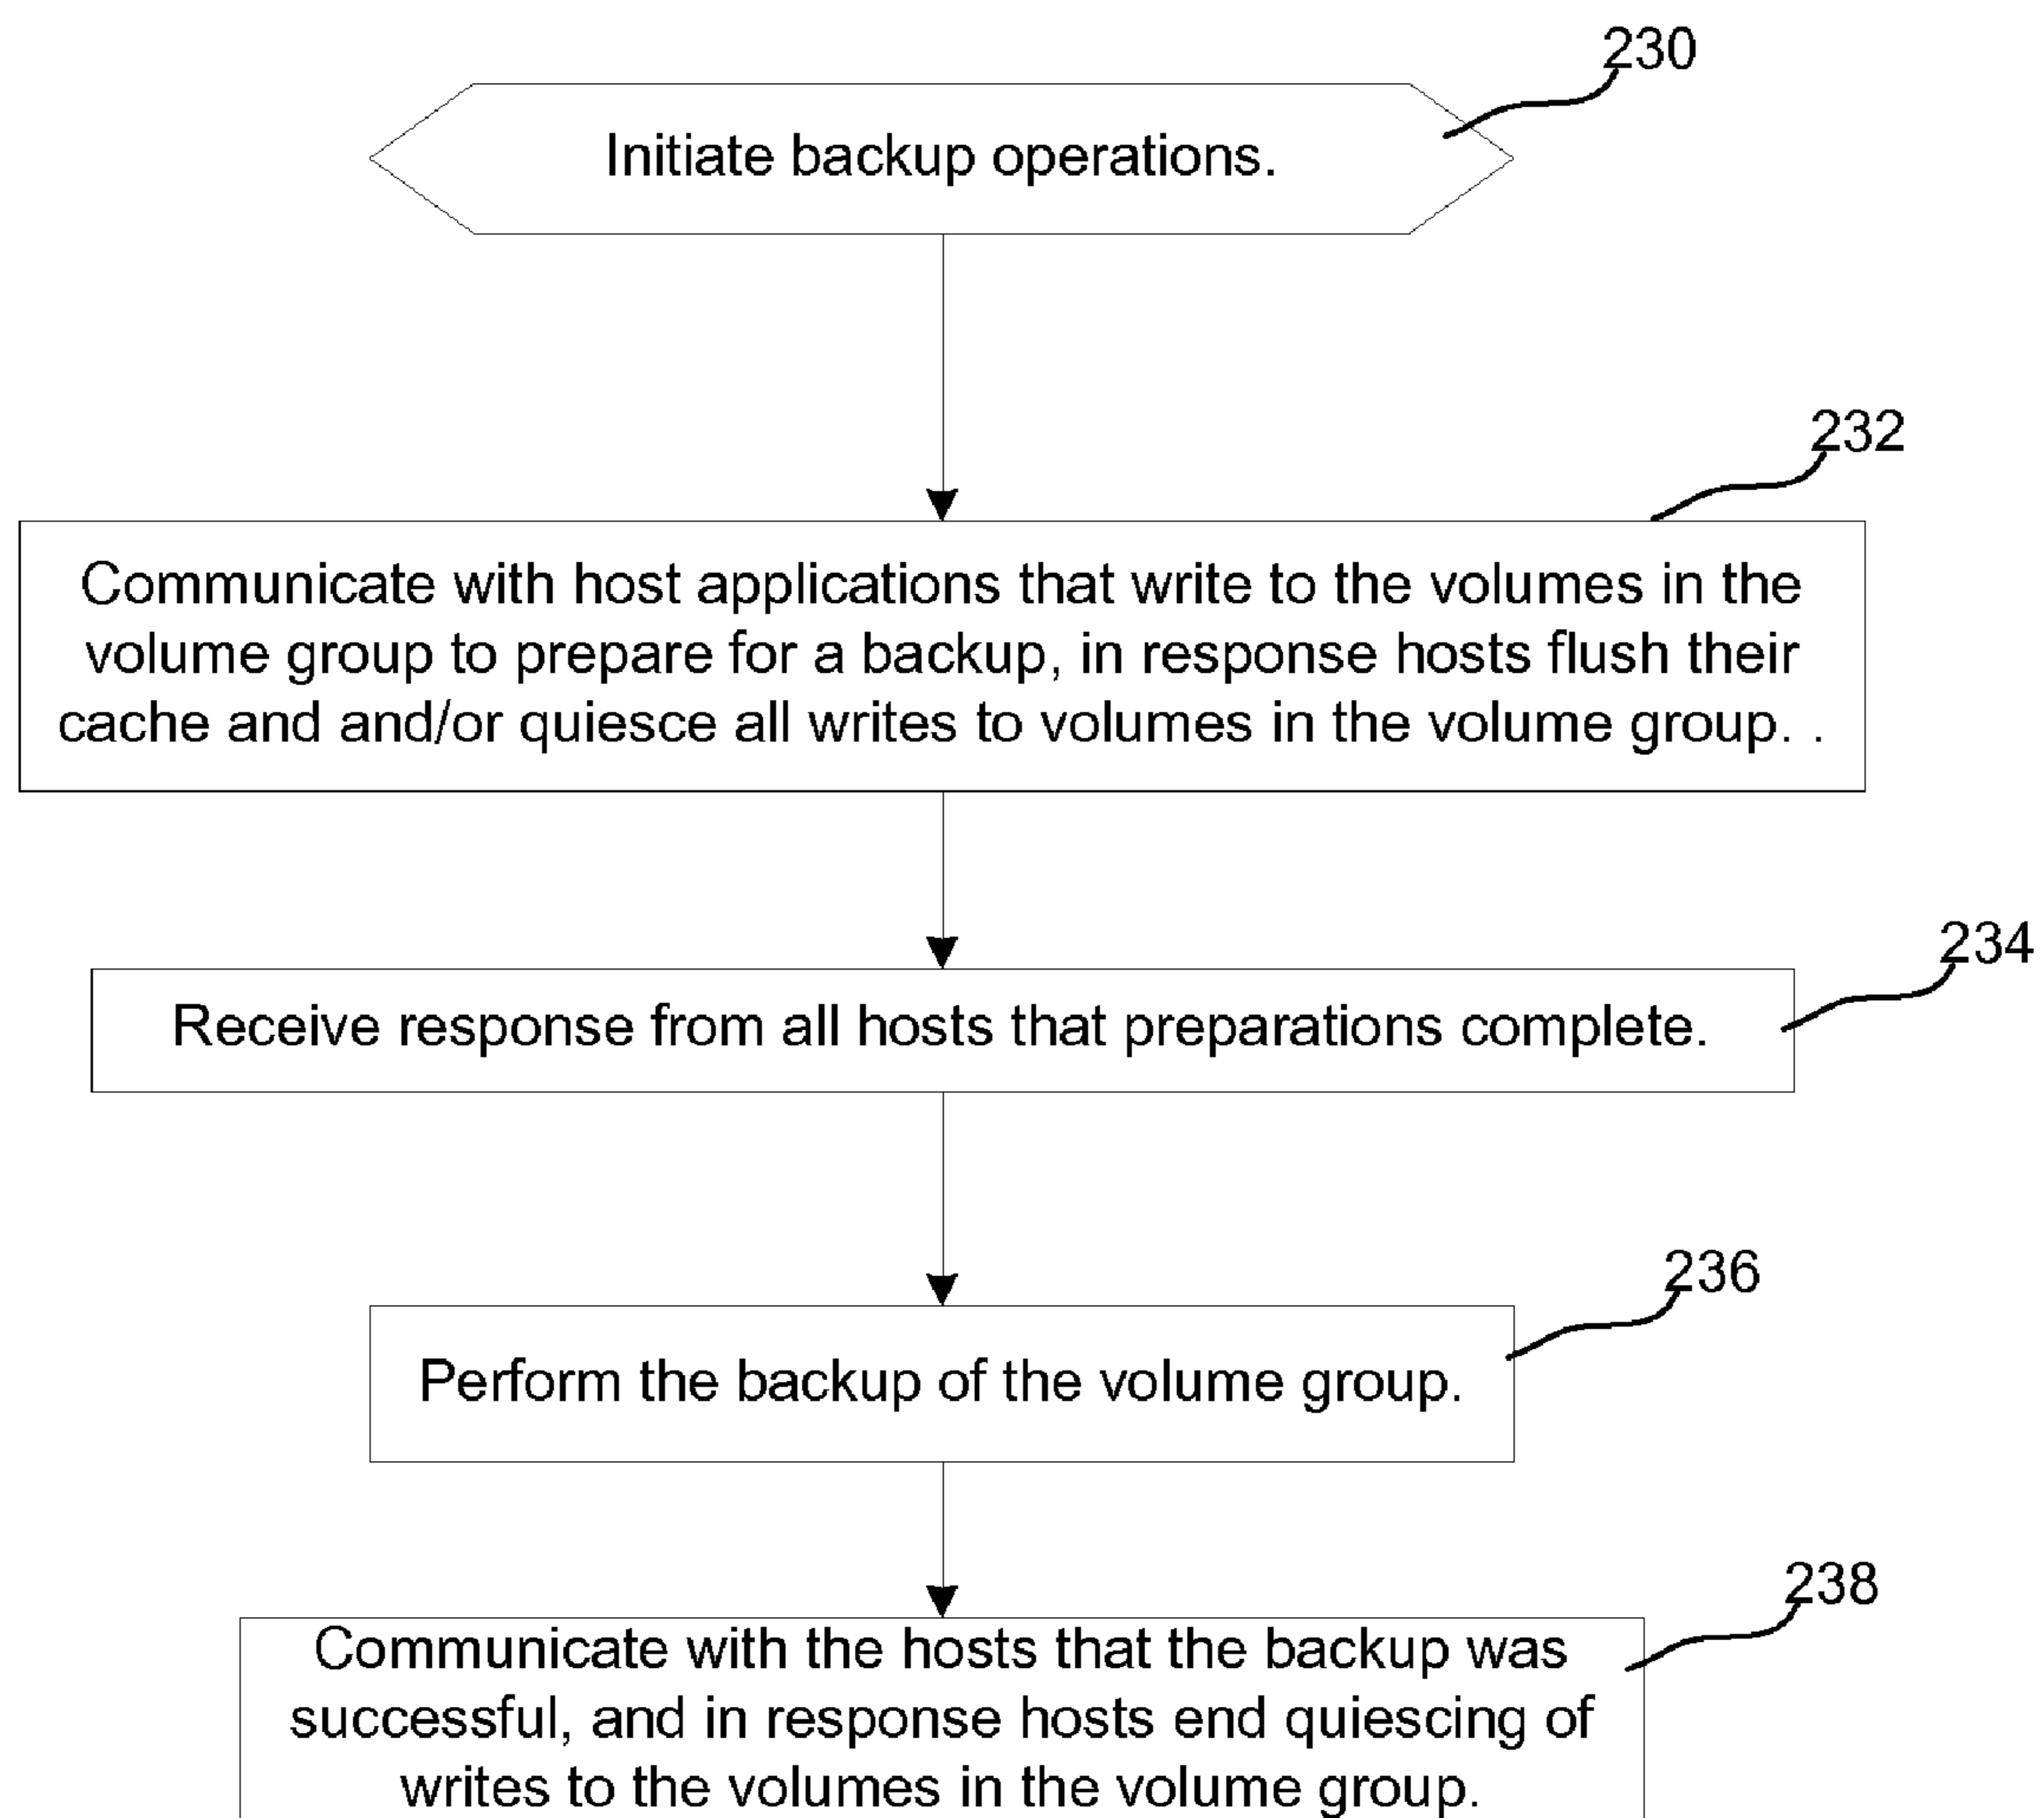 230
Initiate backup operations.
232
Communicate with host applications that write to the volumes in the
volume group to prepare for a backup, in response hosts flush their
cache and and/or quiesce all writes to volumes in the volume group. .
234
Receive response from all hosts that preparations complete.
236
Perform the backup of the volume group.
238
Communicate with the hosts that the backup was
successful, and in response hosts end quiescing of
writes to the volumes in the volume group.